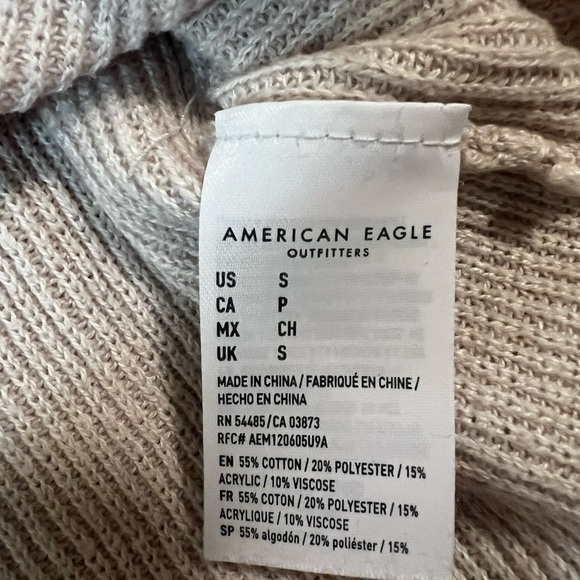 AMERICAN EAGLE
OUTFITTERS
US S
CA P
MX CH
UK S
MADE IN CHINA / FABRIQUÉ EN CHINE /
HECHO EN CHINA
RN 54485 / CA 03873
RFC# AEM120605U9A
EN 55% COTTON / 20% POLYESTER / 15%
ACRYLIC / 10% VISCOSE
FR 55% COTON / 20% POLYESTER / 15%
ACRYLIQUE / 10% VISCOSE
SP 55% algodón / 20% poliéster / 15%